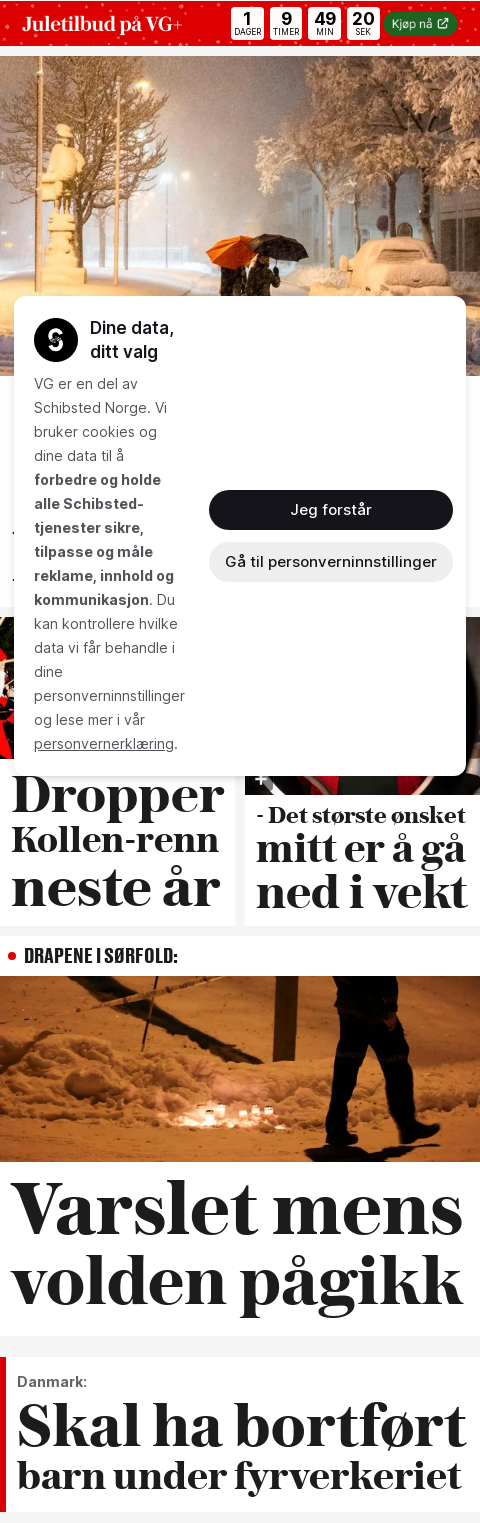 Juletilbud på VG+
1 9 49 20
DAGER TIMER MIN SEK
Kjøp nå
Dine data,
ditt valg
VG er en del av
Schibsted Norge. Vi
bruker cookies og
dine data til å
forbedre og holde
alle Schibsted-
tjenester sikre,
tilpasse og måle
reklame, innhold og
kommunikasjon. Du
kan kontrollere hvilke
data vi får behandle i
dine
personverninnstillinger
og lese mer i vår
personvernerklæring.
Jeg forstår
Gå til personverninnstillinger
Dropper
Kollen-renn
neste år
+
- Det største ønsket
mitt er å gå
ned i vekt
DRAPENE I SØRFOLD:
Varslet mens
volden pågikk
Danmark:
Skal ha bortført
barn under fyrverkeriet